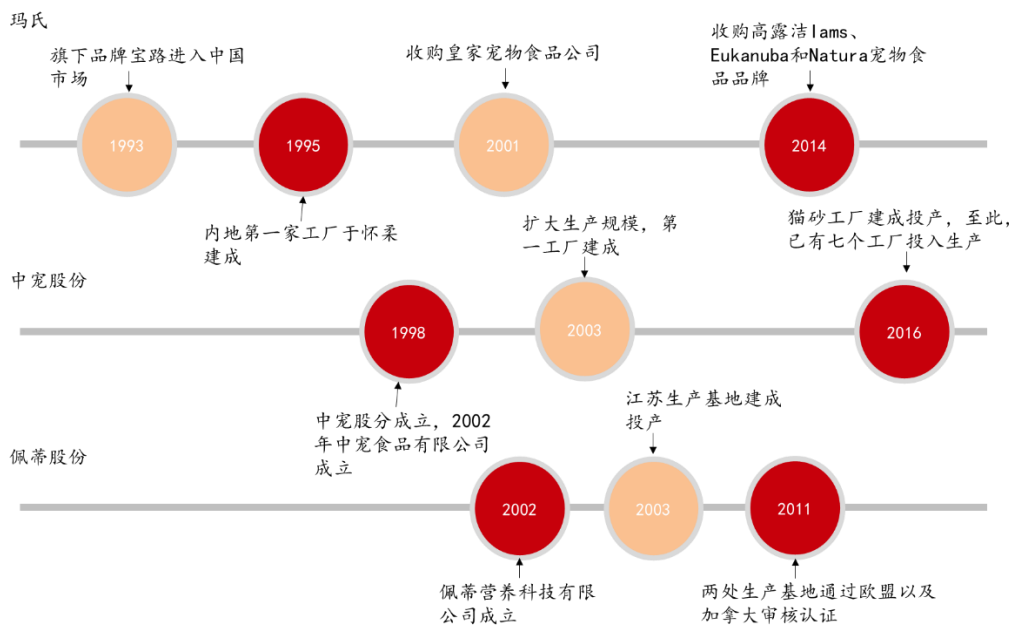 玛氏
旗下品牌宝路进入中国
市场
收购皇家宠物食品公司
收购高露洁Iams、
Eukanuba和Natura宠物食
品品牌
1993
1995
2001
2014
内地第一家工厂于怀柔
建成
扩大生产规模，第
一工厂建成
猫砂工厂建成投产，至此，
已有七个工厂投入生产
中宠股份
1998
2003
2016
中宠股分成立，2002
年中宠食品有限公司
成立
江苏生产基地建成
投产
佩蒂股份
2002
2003
2011
佩蒂营养科技有限
公司成立
两处生产基地通过欧盟以及
加拿大审核认证